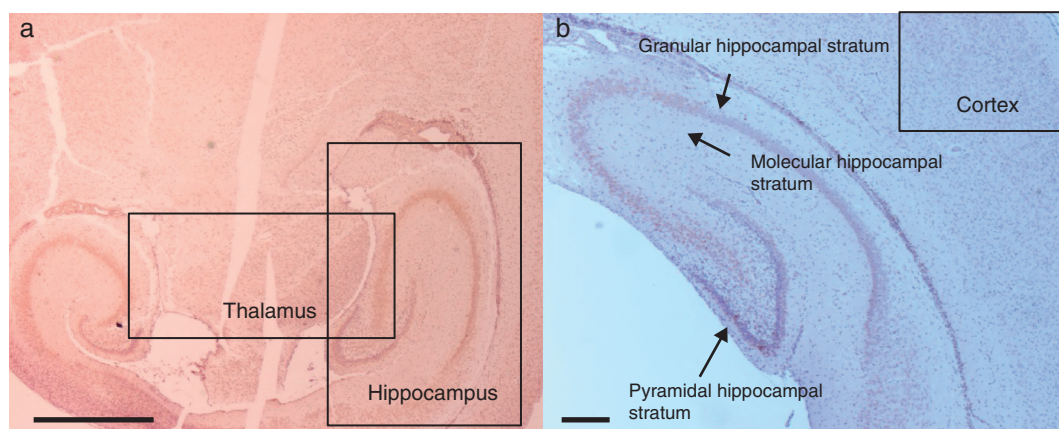 a
Thalamus
Hippocampus
b
Granular hippocampal
stratum
Cortex
Molecular hippocampal
stratum
Pyramidal hippocampal
stratum